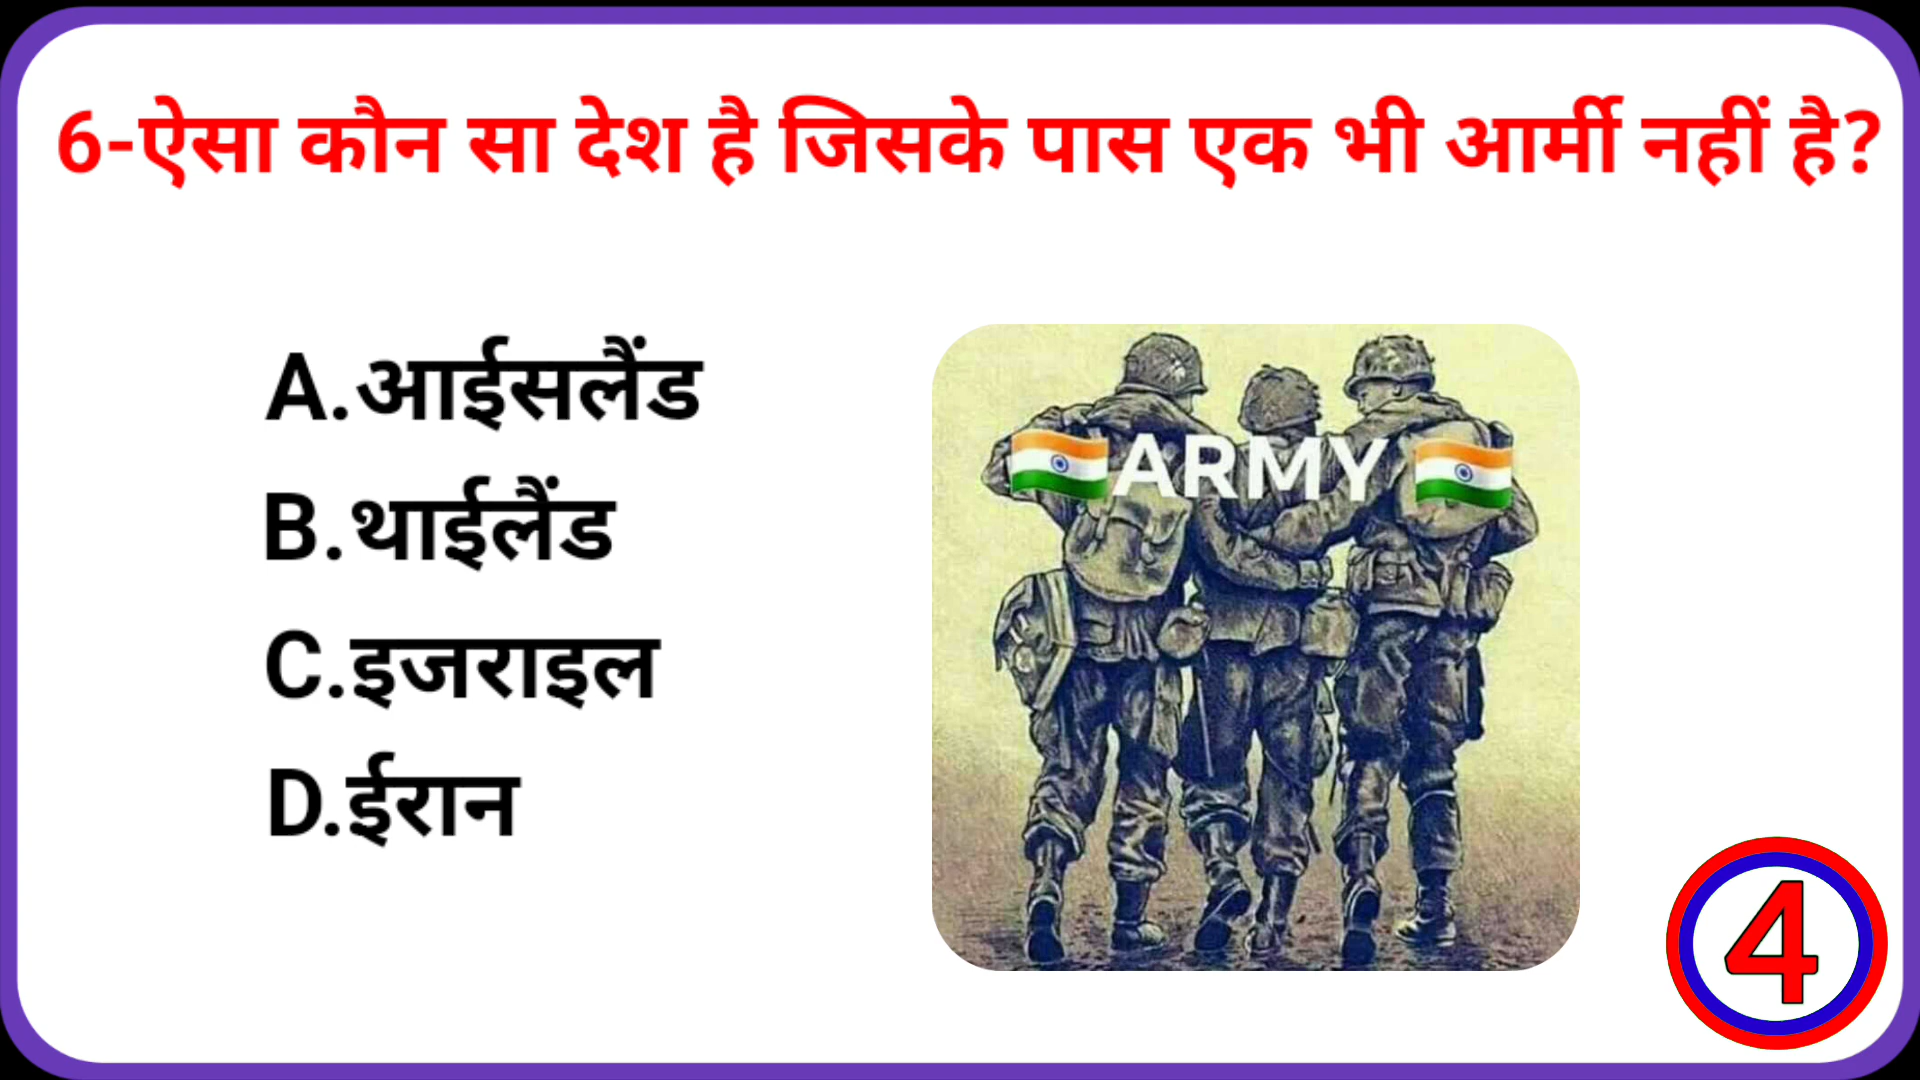 6-ऐसा कौन सा देश है जिसके पास एक भी आर्मी नहीं है?
A.आईसलैंड
B.थाईलैंड
C.इजराइल
D.ईरान
ARMY
4